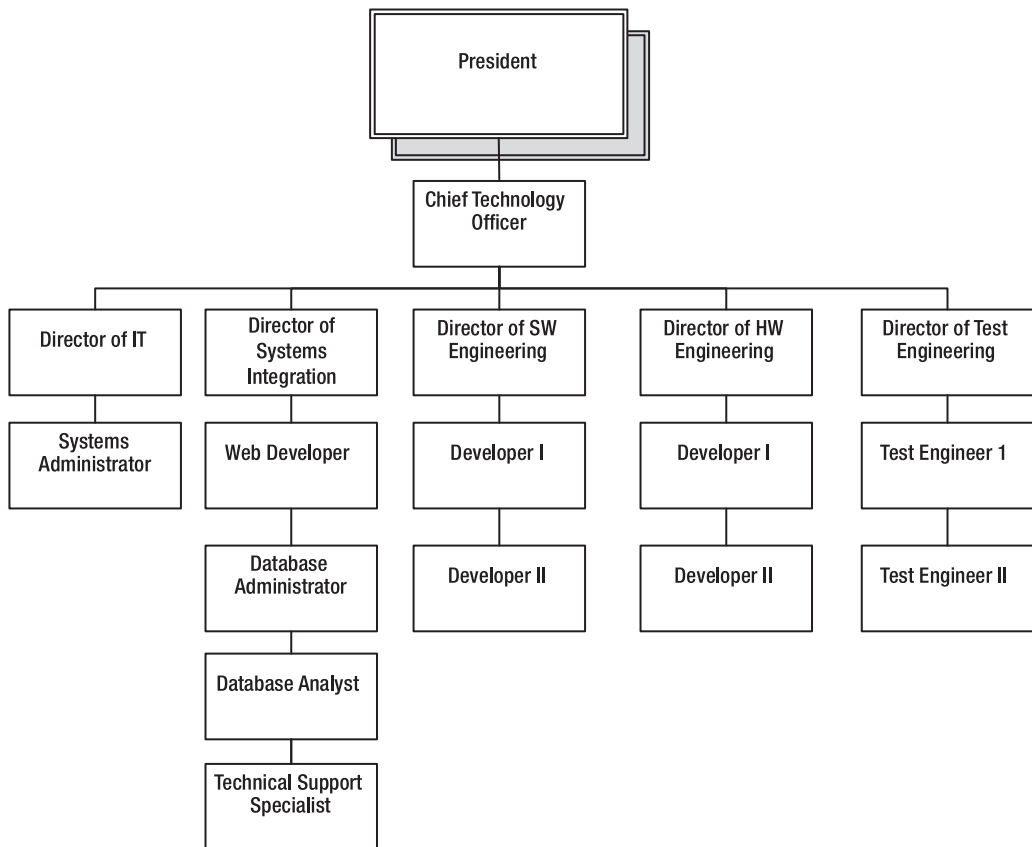 President
Chief Technology
Officer
Director of IT
Director of
Systems
Integration
Director of SW
Engineering
Director of HW
Engineering
Director of Test
Engineering
Systems
Administrator
Web Developer
Developer I
Developer I
Test Engineer 1
Database
Administrator
Developer II
Developer II
Test Engineer II
Database Analyst
Technical Support
Specialist